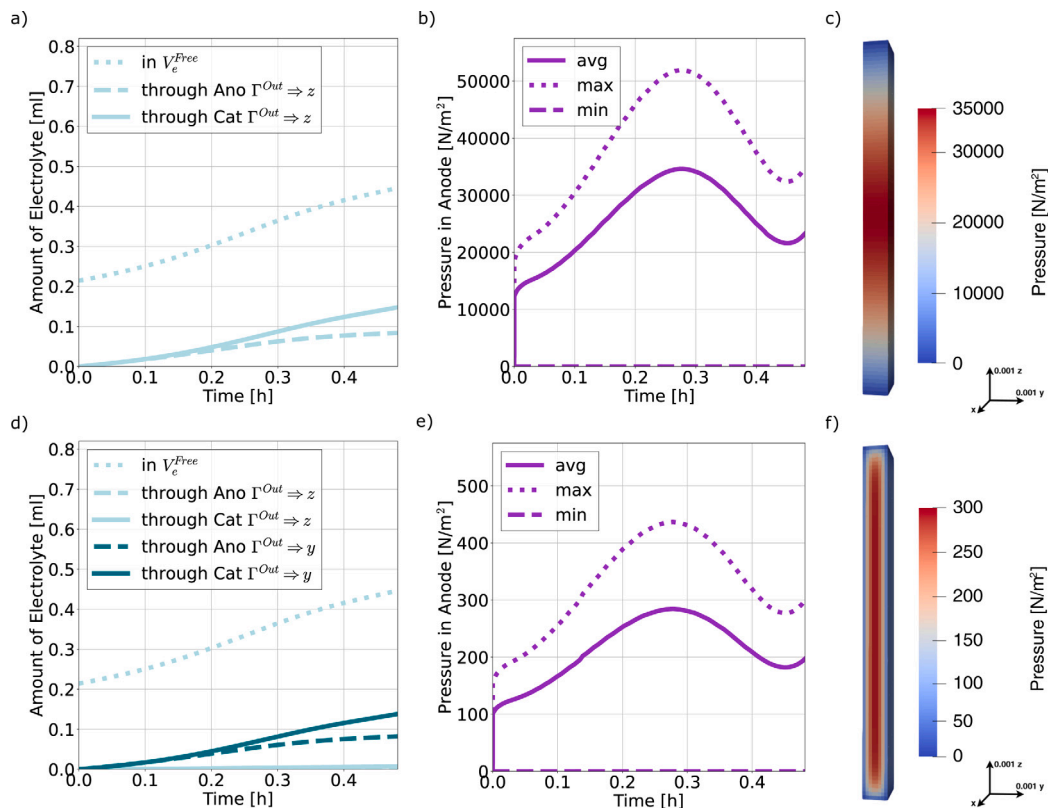 a)
0.8
0.7
0.6
0.5
0.4
0.3
0.2
0.1
0.0
Amount of Electrolyte [ml]
in V_e^Free
through Ano Γ^Out ⇒ z
through Cat Γ^Out ⇒ z
0.0 0.1 0.2 0.3 0.4
Time [h]
b)
50000
40000
30000
20000
10000
0
Pressure in Anode [N/m²]
avg
max
min
0.0 0.1 0.2 0.3 0.4
Time [h]
c)
35000
30000
20000
10000
0
Pressure [N/m²]
0.001 z
0.001 y
x
d)
0.8
0.7
0.6
0.5
0.4
0.3
0.2
0.1
0.0
Amount of Electrolyte [ml]
in V_e^Free
through Ano Γ^Out ⇒ z
through Cat Γ^Out ⇒ z
through Ano Γ^Out ⇒ y
through Cat Γ^Out ⇒ y
0.0 0.1 0.2 0.3 0.4
Time [h]
e)
500
400
300
200
100
0
Pressure in Anode [N/m²]
avg
max
min
0.0 0.1 0.2 0.3 0.4
Time [h]
f)
300
250
200
150
100
50
0
Pressure [N/m²]
0.001 z
0.001 y
x